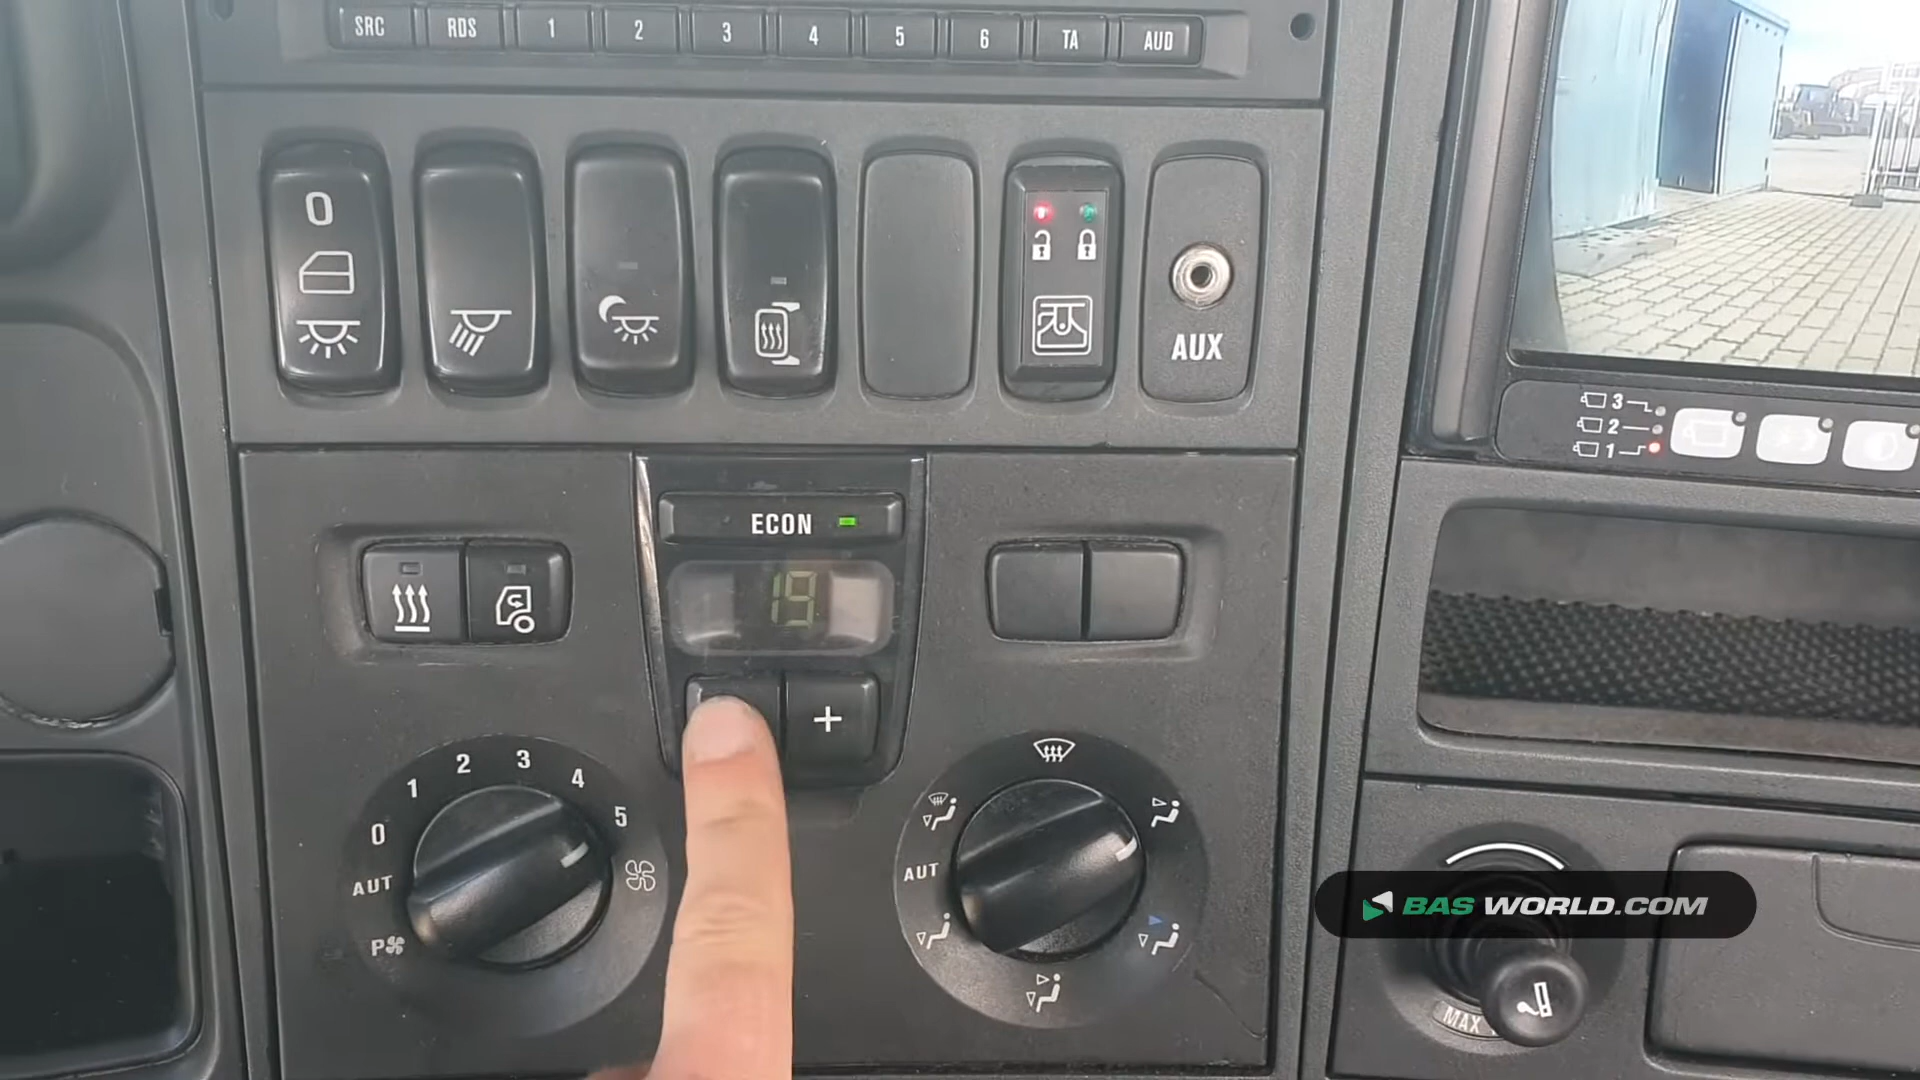 SRC RDS 1 2 3 4 5 6 TA AUD
0
AUX
3
2
1
ECON
19
+
0 1 2 3 4 5
AUT
P
AUT
BAS WORLD.COM
MAX